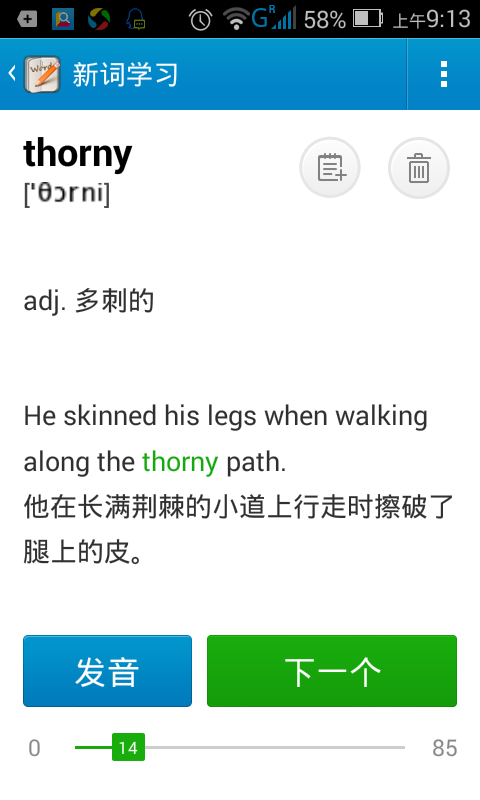 58% 上午9:13
Words
新词学习
thorny
['θɔrni]
adj. 多刺的
He skinned his legs when walking
along the thorny path.
他在长满荆棘的小道上行走时擦破了
腿上的皮。
发音 下一个
0 14 85